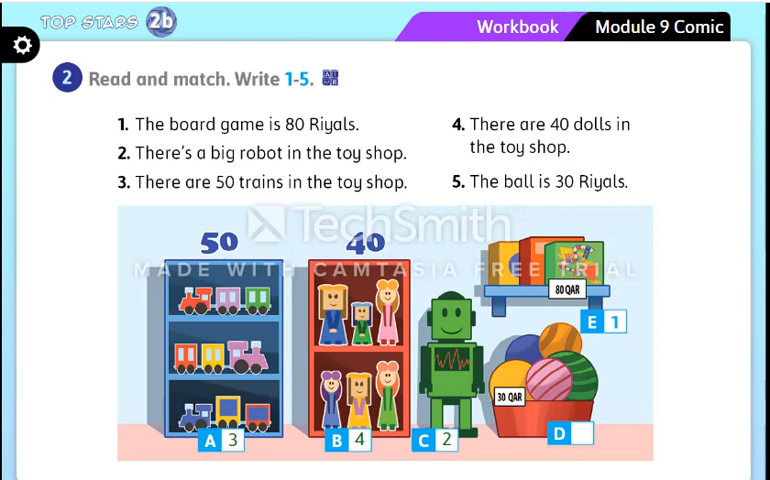 TOP STARS 2b
Workbook
Module 9 Comic
2 Read and match. Write 1-5.
1. The board game is 80 Riyals.
2. There's a big robot in the toy shop.
3. There are 50 trains in the toy shop.
4. There are 40 dolls in
the toy shop.
5. The ball is 30 Riyals.
TechSmith®
MADE WITH CAMTASIA FREE TRIAL
50
40
80 QAR
E 1
30 QAR
A 3
B 4
C 2
D